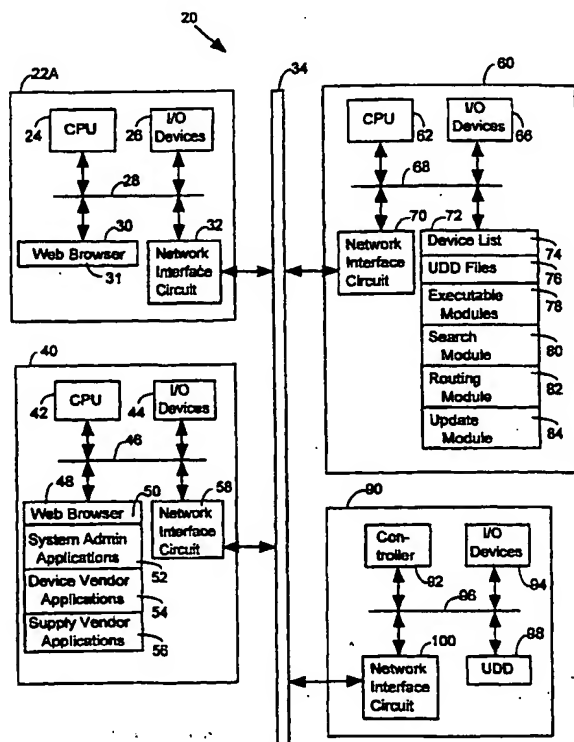 20
22A
34
60
24
CPU
26
I/O
Devices
28
30
32
Web Browser
31
Network
Interface
Circuit
62
CPU
I/O
Devices
66
68
70
72
Network
Interface
Circuit
Device List
74
UDD Files
76
Executable
Modules
78
Search
Module
80
Routing
Module
82
Update
Module
84
40
42
CPU
44
I/O
Devices
46
48
50
58
Web Browser
System Admin
Applications
52
Device Vendor
Applications
54
Supply Vendor
Applications
56
Network
Interface
Circuit
90
Con-
troller
92
I/O
Devices
94
96
100
98
Network
Interface
Circuit
UDD